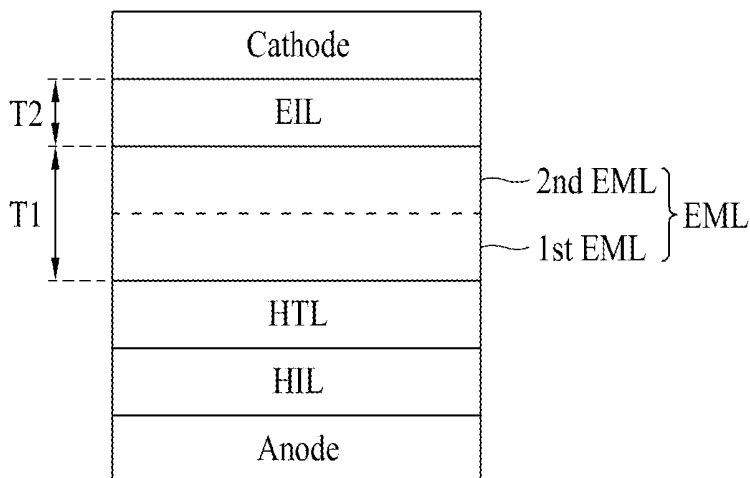 Cathode
T2
EIL
2nd EML
T1
EML
1st EML
HTL
HIL
Anode